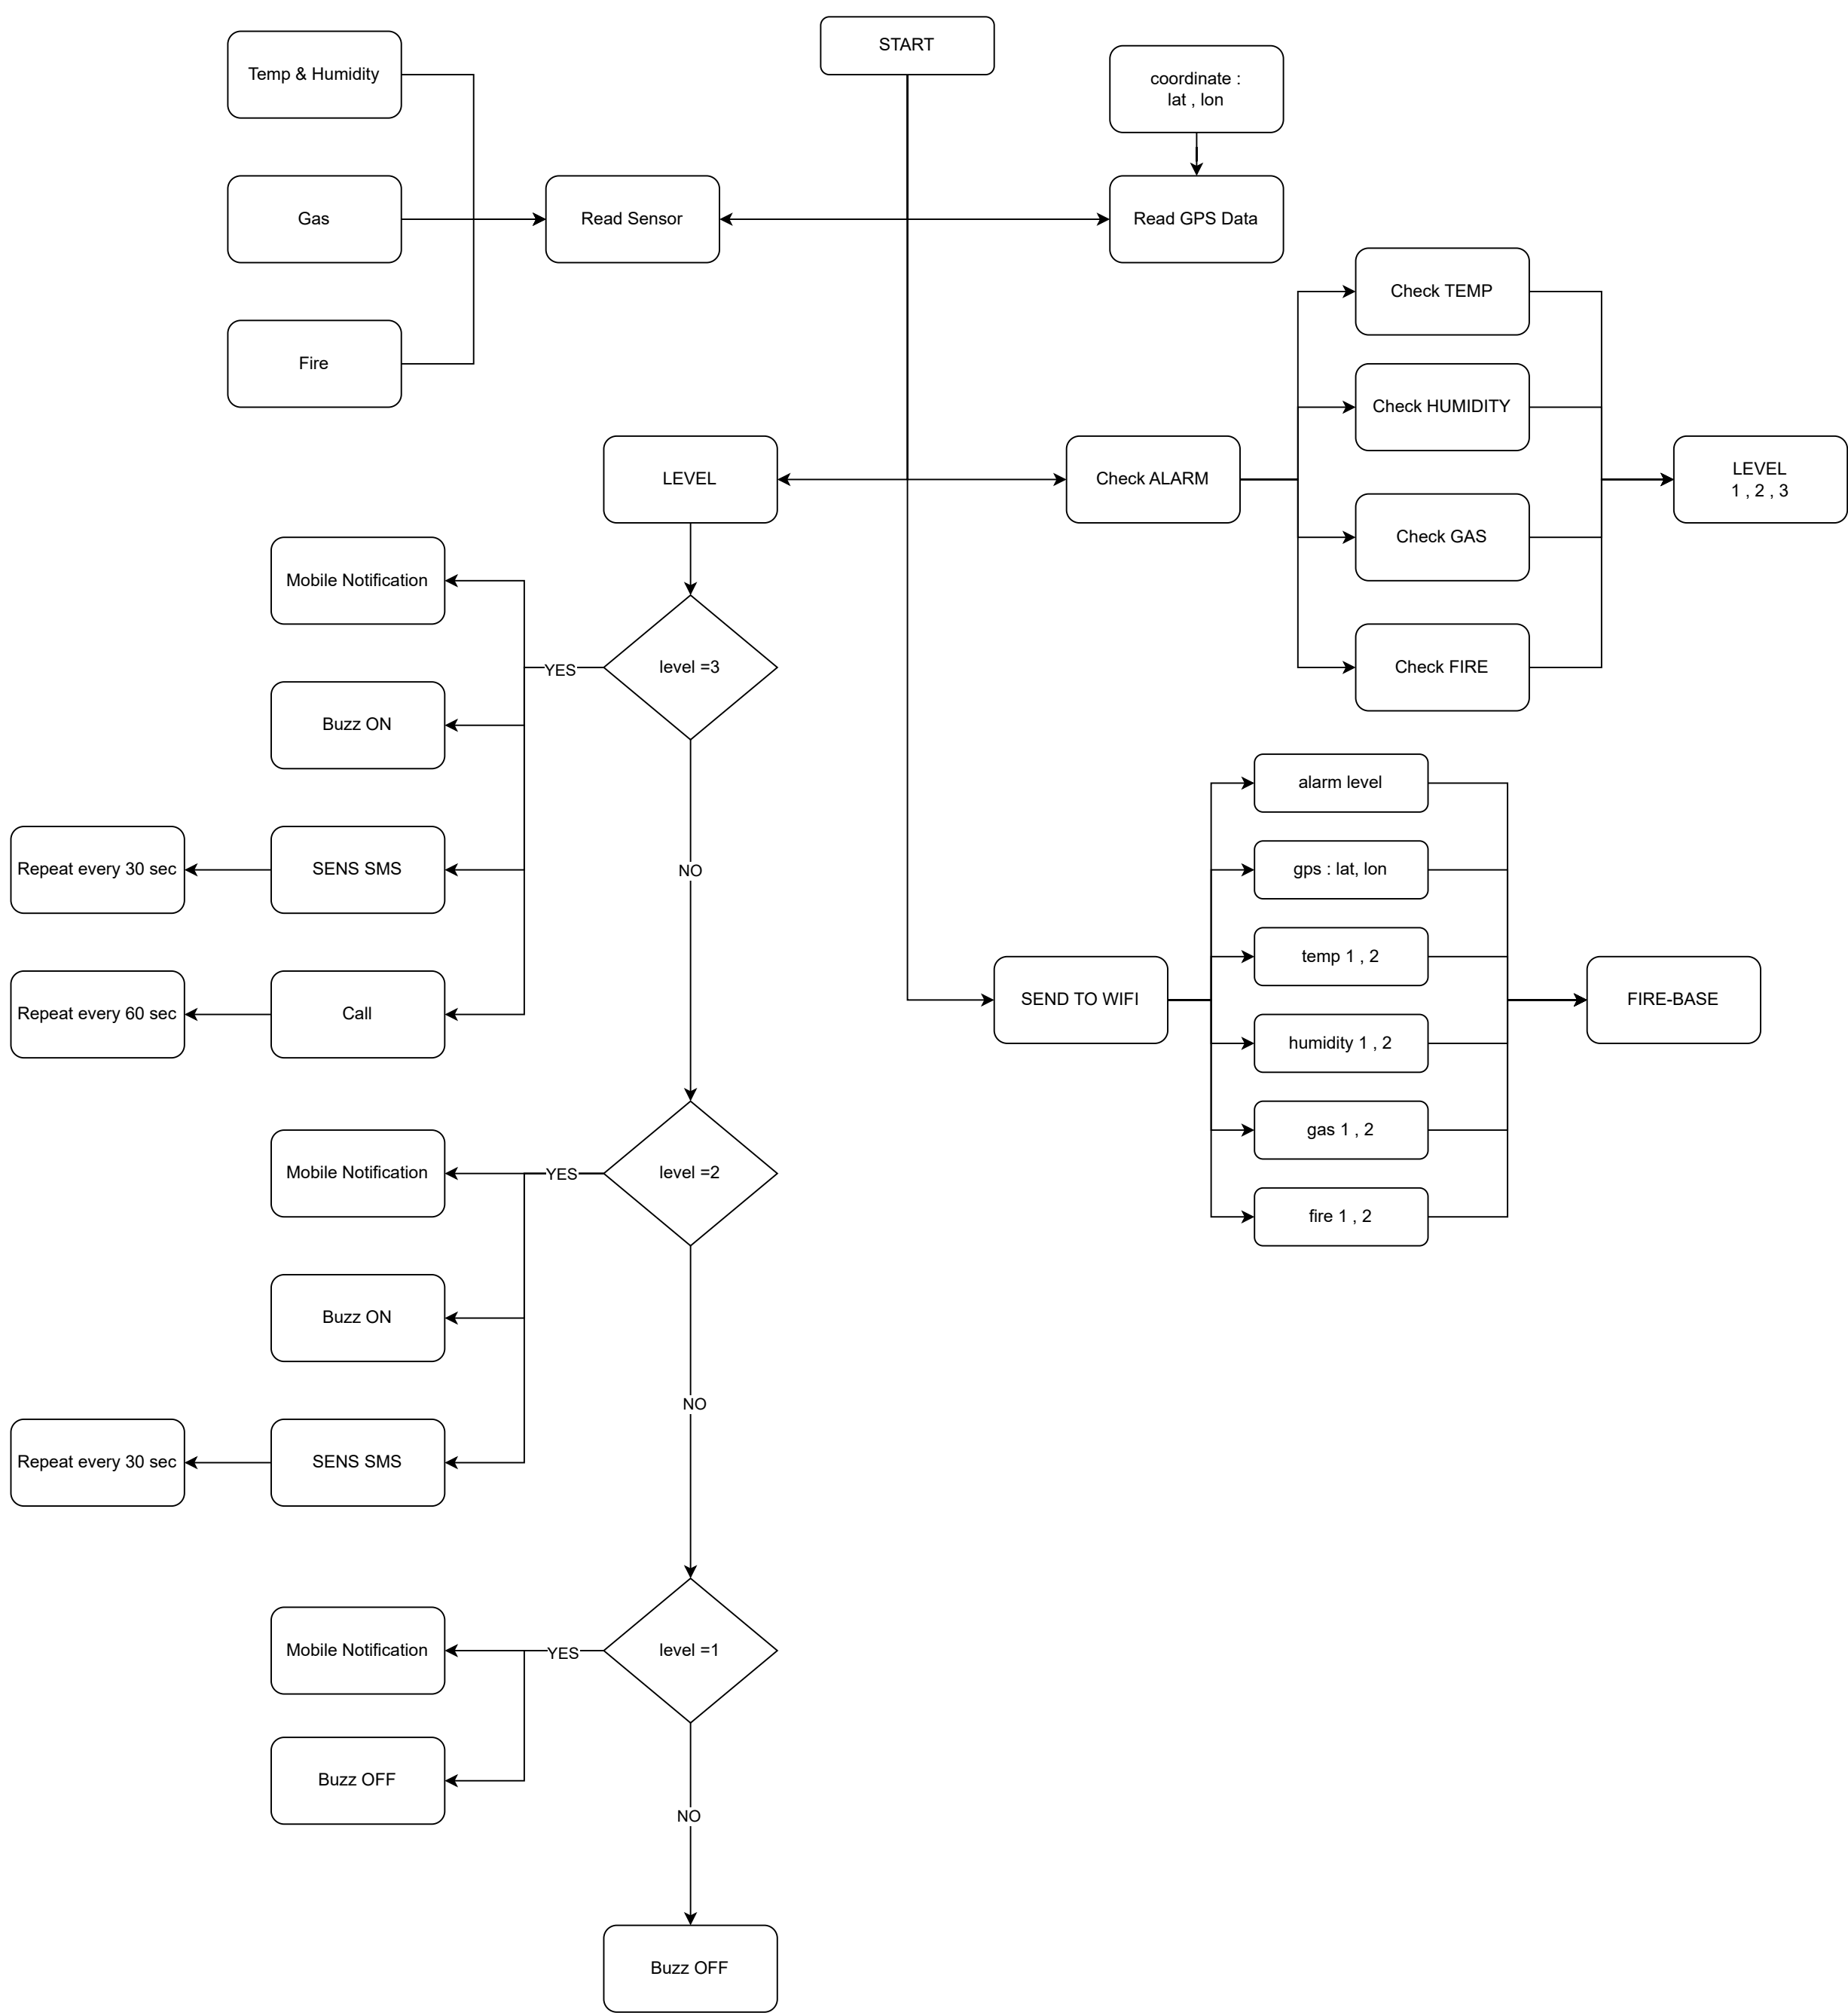 START
Temp & Humidity
coordinate :
lat , lon
Gas
Read Sensor
Read GPS Data
Fire
Check TEMP
Check HUMIDITY
LEVEL
Check ALARM
LEVEL
1 , 2 , 3
Check GAS
Check FIRE
Mobile Notification
YES
level =3
Buzz ON
NO
Repeat every 30 sec
SENS SMS
Repeat every 60 sec
Call
alarm level
gps : lat, lon
temp 1 , 2
SEND TO WIFI
FIRE-BASE
humidity 1 , 2
gas 1 , 2
fire 1 , 2
Mobile Notification
YES
level =2
Buzz ON
NO
Repeat every 30 sec
SENS SMS
Mobile Notification
YES
level =1
Buzz OFF
NO
Buzz OFF